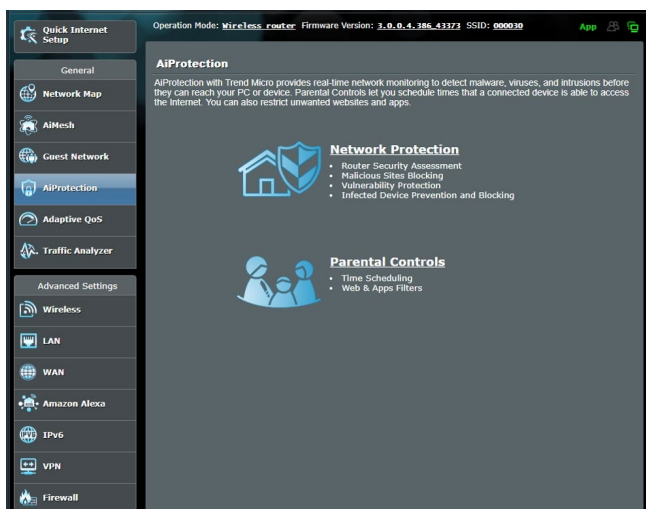 Quick Internet
Setup
Operation Mode: Wireless router Firmware Version: 3.0.0.4.386_43373 SSID: 000030
App
General
Network Map
AiMesh
Guest Network
AiProtection
Adaptive QoS
Traffic Analyzer
Advanced Settings
Wireless
LAN
WAN
Amazon Alexa
IPv6
VPN
Firewall
AiProtection
AiProtection with Trend Micro provides real-time network monitoring to detect malware, viruses, and intrusions before
they can reach your PC or device. Parental Controls let you schedule times that a connected device is able to access
the Internet. You can also restrict unwanted websites and apps.
Network Protection
• Router Security Assessment
• Malicious Sites Blocking
• Vulnerability Protection
• Infected Device Prevention and Blocking
Parental Controls
• Time Scheduling
• Web & Apps Filters